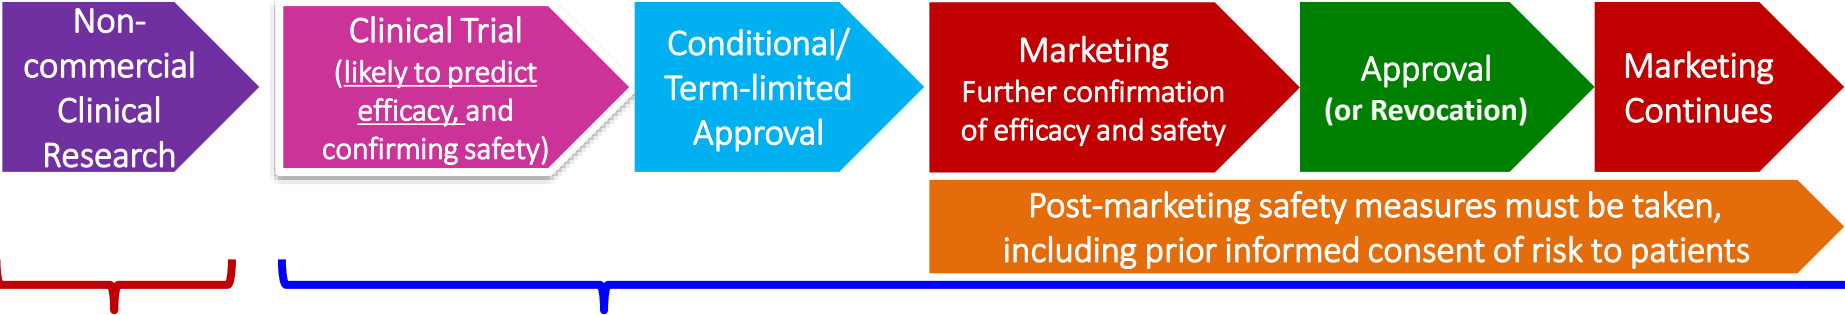 Non-
commercial
Clinical
Research
Clinical Trial
(likely to predict
efficacy, and
confirming safety)
Conditional/
Term-limited
Approval
Marketing
Further confirmation
of efficacy and safety
Approval
(or Revocation)
Marketing
Continues
Post-marketing safety measures must be taken,
including prior informed consent of risk to patients